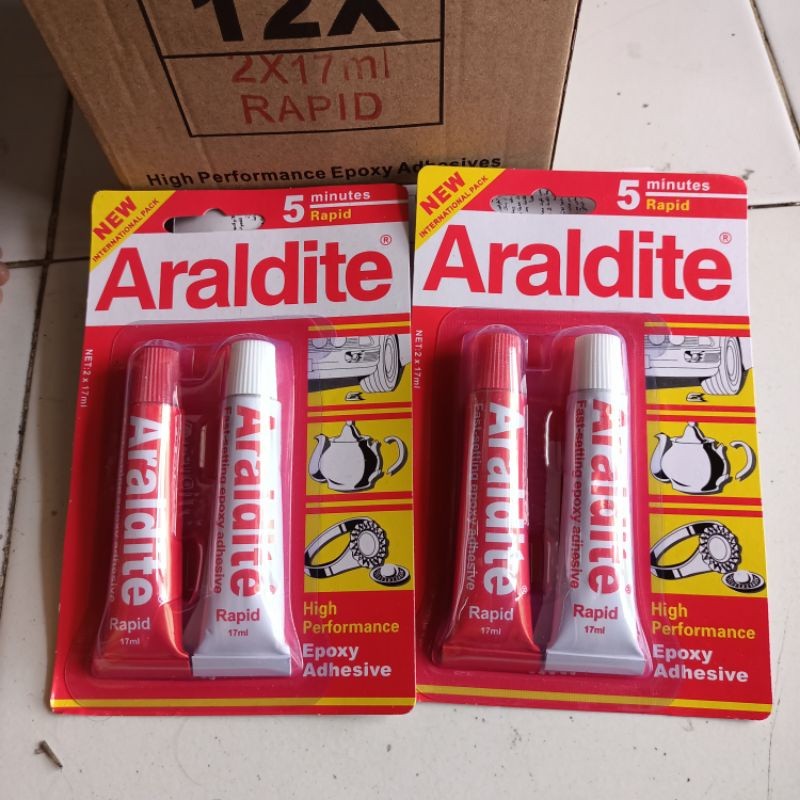 12X
2X17ml
RAPID
High Performance Epoxy Adhesives
NEW
INTERNATIONAL PACK
5 minutes
Rapid
Araldite®
NET:2 x 17ml
Araldite
epoxy adhesive
Rapid
17ml
Araldite
Fast-setting epoxy adhesive
Rapid
17ml
High
Performance
Epoxy
Adhesive
NEW
INTERNATIONAL PACK
5 minutes
Rapid
Araldite®
NET:2 x 17ml
Araldite
Fast-setting epoxy adhesive
Rapid
17ml
Araldite
Fast-setting epoxy adhesive
Rapid
17ml
High
Performance
Epoxy
Adhesive